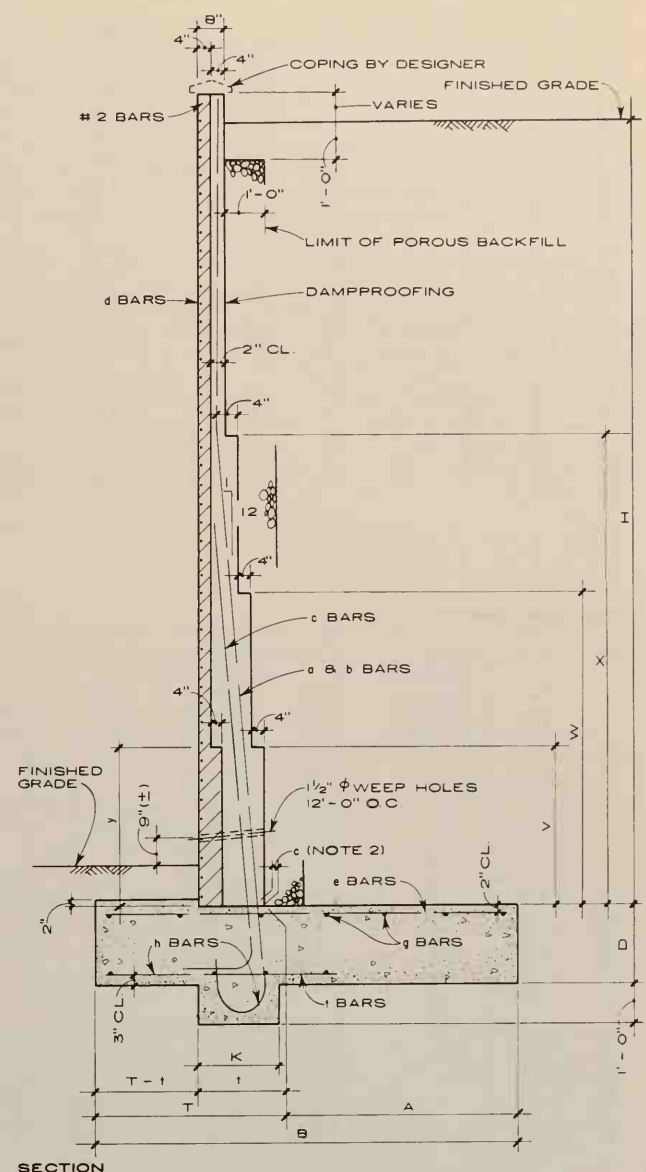 8"
4"
4"
COPING BY DESIGNER
FINISHED GRADE
# 2 BARS
VARIES
1'-0"
1'-0"
LIMIT OF POROUS BACKFILL
d BARS
DAMPPROOFING
2" CL.
4"
1
12
I
4"
c BARS
X
a & b BARS
W
4"
4"
FINISHED
GRADE
y
9"(±)
1½" ϕ WEEP HOLES
12'-0" O.C.
V
c (NOTE 2)
e BARS
2" CL.
2"
g BARS
D
h BARS
3" CL
f BARS
1'-0"
K
T - t
t
T
A
B
SECTION